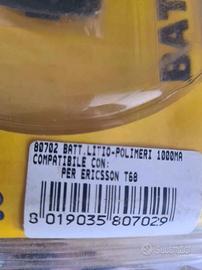 BAT
80702 BATT.LITIO-POLIMERI 1000MA
COMPATIBILE CON:
PER ERICSSON T68
8 019035 807029